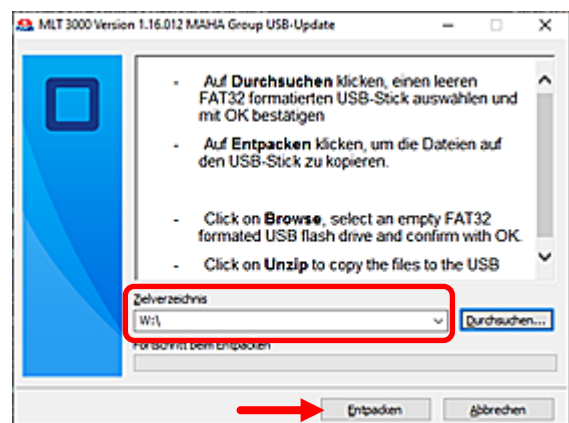 MLT 3000 Version 1.16.012 MAHA Group USB-Update
- Auf Durchsuchen klicken, einen leeren
FAT32 formatierten USB-Stick auswählen und
mit OK bestätigen
- Auf Entpacken klicken, um die Dateien auf
den USB-Stick zu kopieren.
- Click on Browse, select an empty FAT32
formated USB flash drive and confirm with OK.
- Click on Unzip to copy the files to the USB
Zielverzeichnis
W:\
Durchsuchen...
Fortschritt beim Entpacken
Entpacken Abbrechen